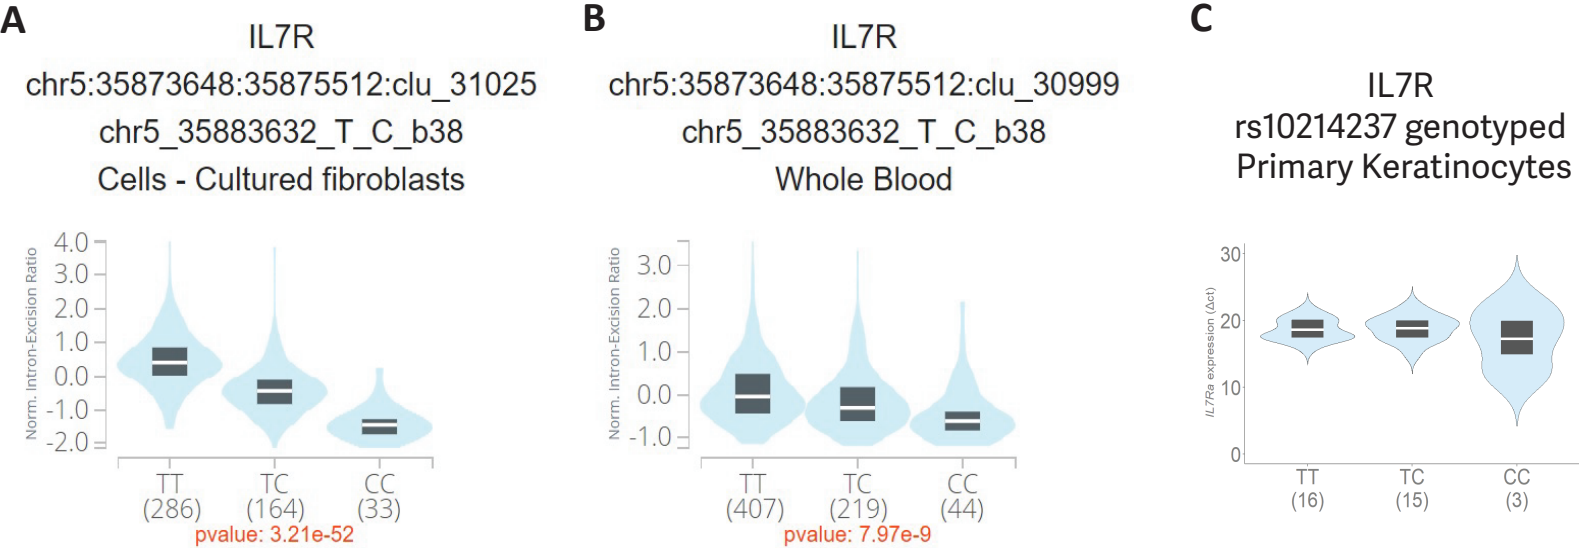 A
IL7R
chr5:35873648:35875512:clu_31025
chr5_35883632_T_C_b38
Cells - Cultured fibroblasts
Norm. Intron-Excision Ratio
4.0
3.0
2.0
1.0
0.0
-1.0
-2.0
TT TC CC
(286) (164) (33)
pvalue: 3.21e-52
B
IL7R
chr5:35873648:35875512:clu_30999
chr5_35883632_T_C_b38
Whole Blood
Norm. Intron-Excision Ratio
3.0
2.0
1.0
0.0
-1.0
TT TC CC
(407) (219) (44)
pvalue: 7.97e-9
C
IL7R
rs10214237 genotyped
Primary Keratinocytes
IL7Ra expression (Δct)
30
20
10
0
TT TC CC
(16) (15) (3)